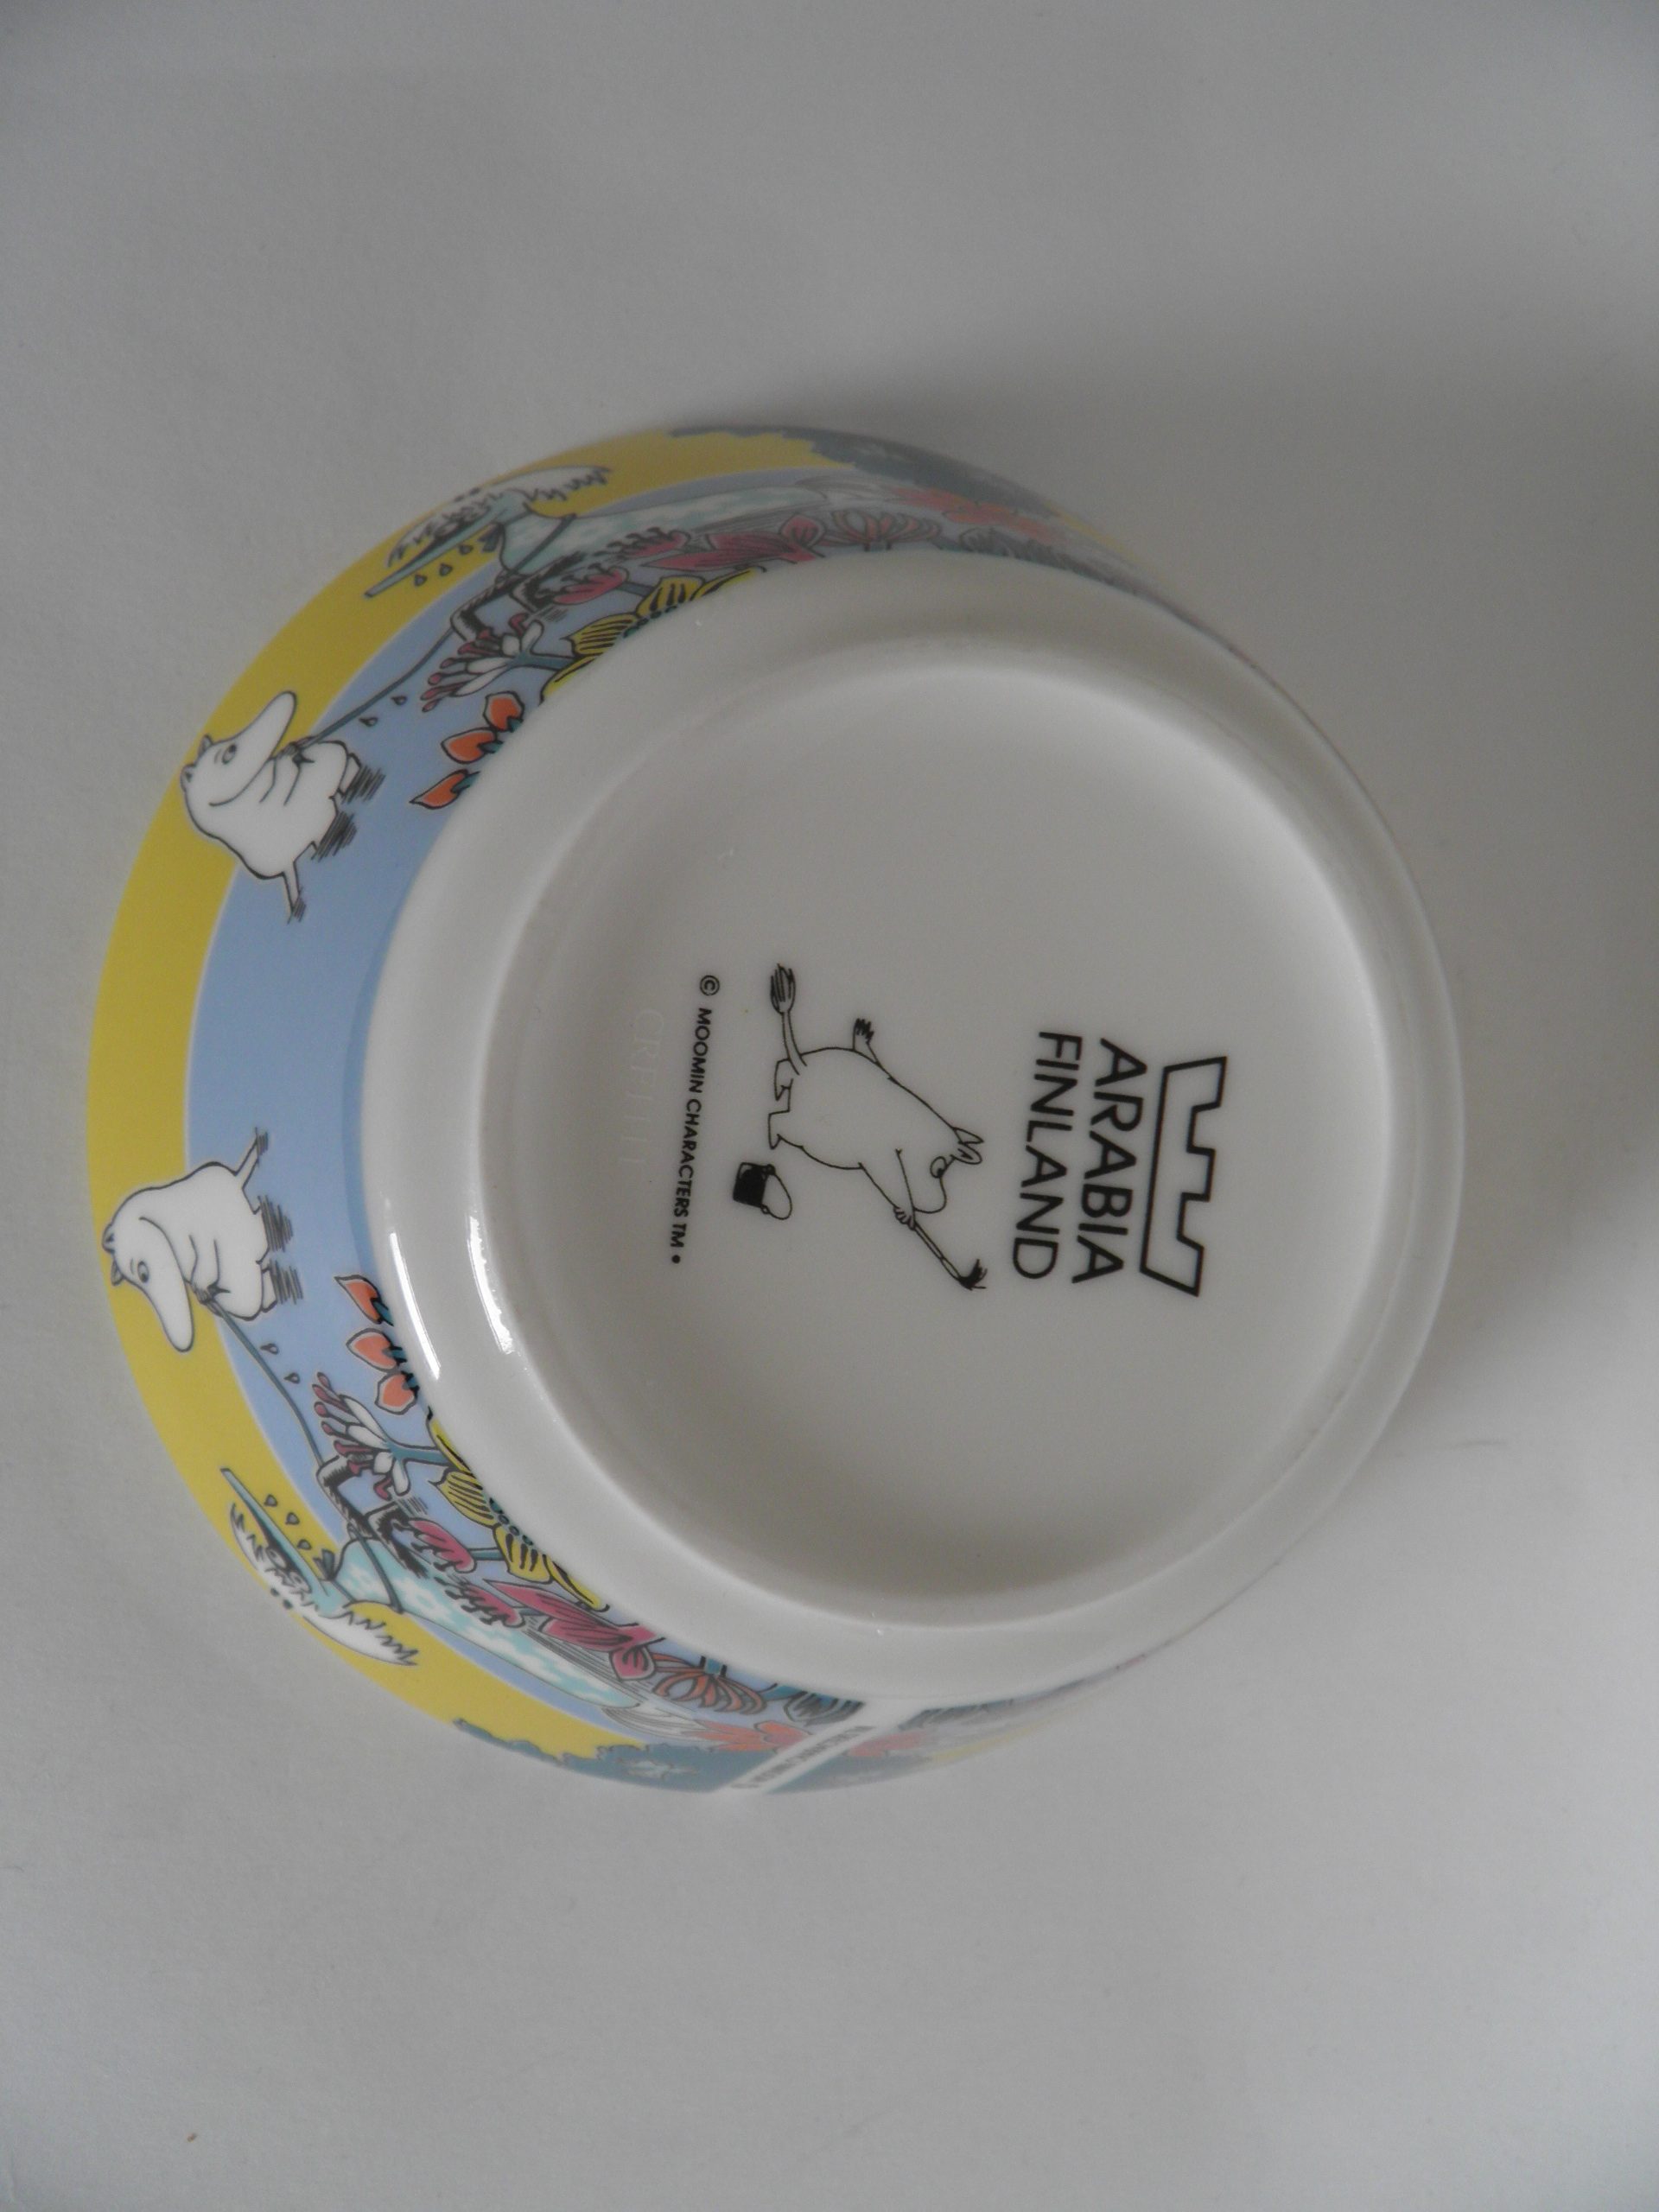 ARABIA
FINLAND
© MOOMIN CHARACTERS TM •